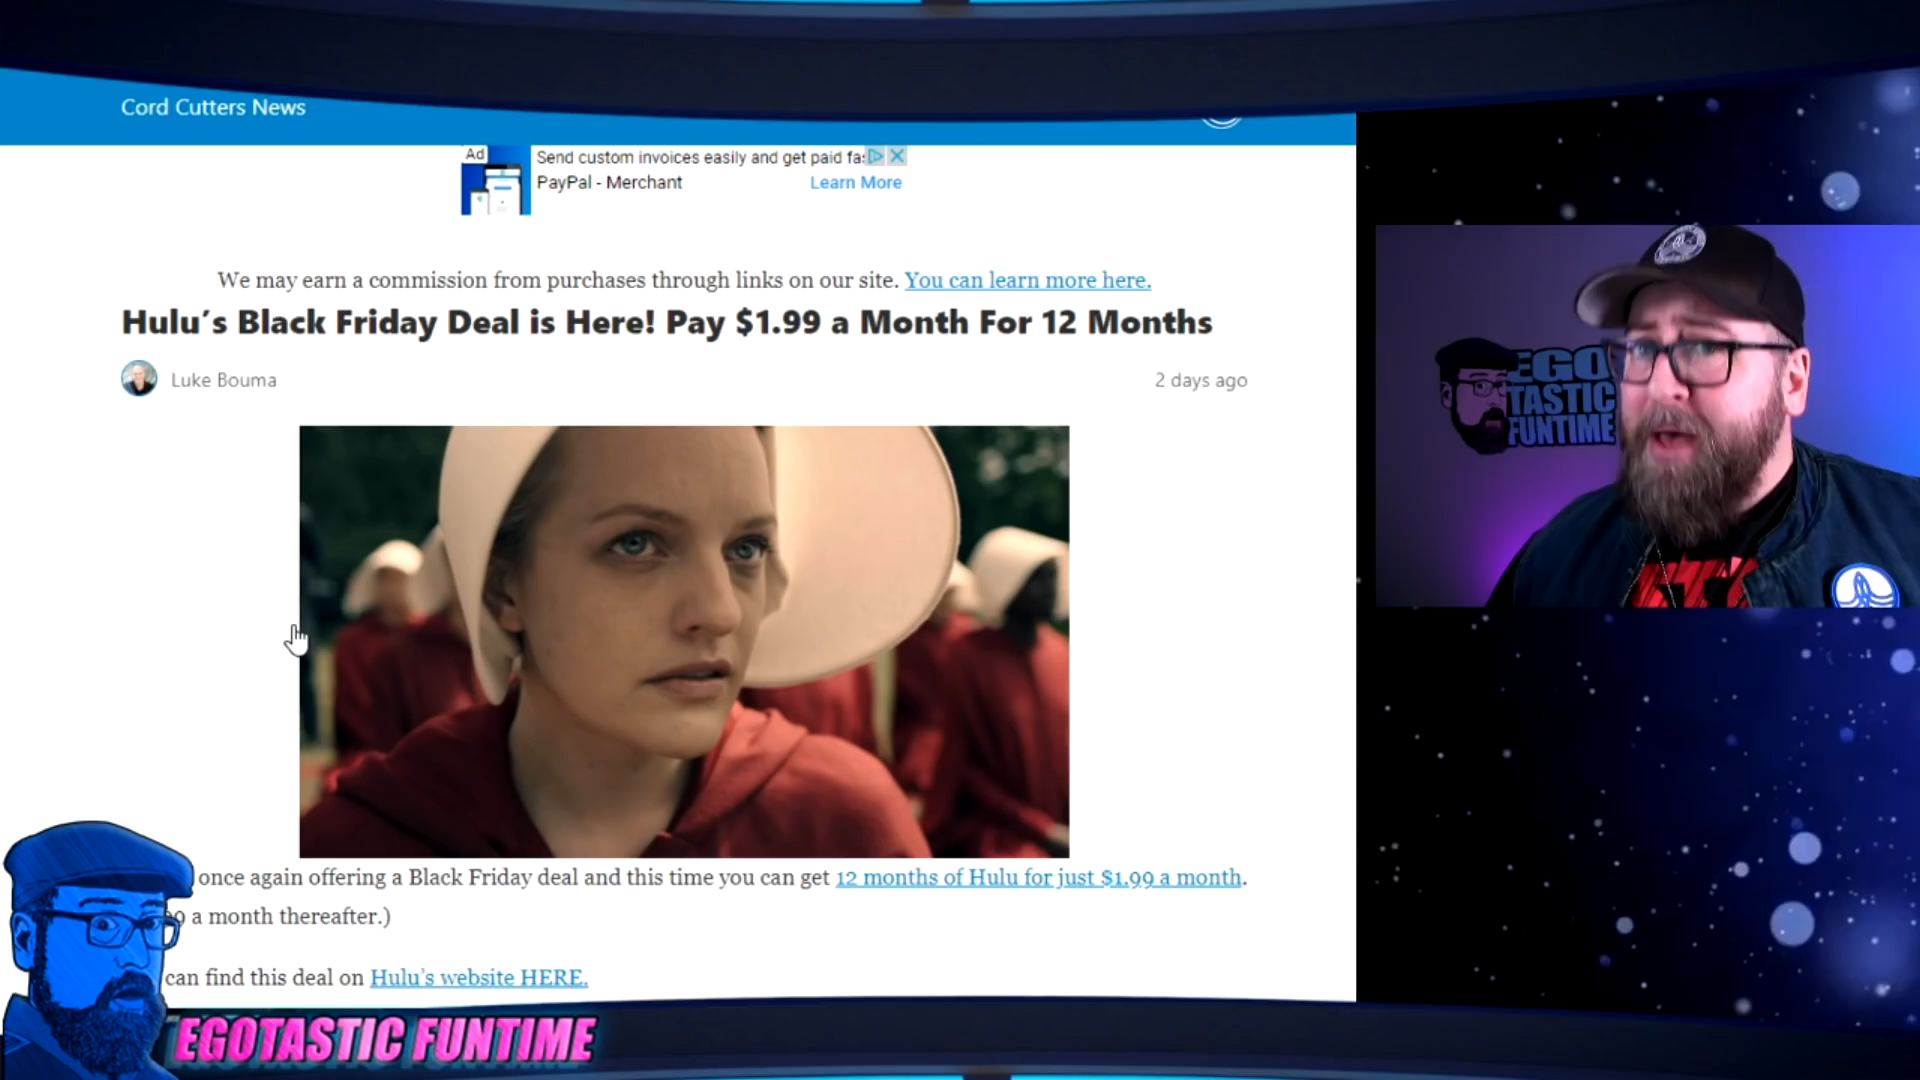 Cord Cutters News
Ad
Send custom invoices easily and get paid fa
PayPal - Merchant
Learn More
We may earn a commission from purchases through links on our site. You can learn more here.
Hulu's Black Friday Deal is Here! Pay $1.99 a Month For 12 Months
Luke Bouma
2 days ago
EGO
TASTIC
FUNTIME
once again offering a Black Friday deal and this time you can get 12 months of Hulu for just $1.99 a month.
a month thereafter.)
can find this deal on Hulu's website HERE.
EGOTASTIC FUNTIME